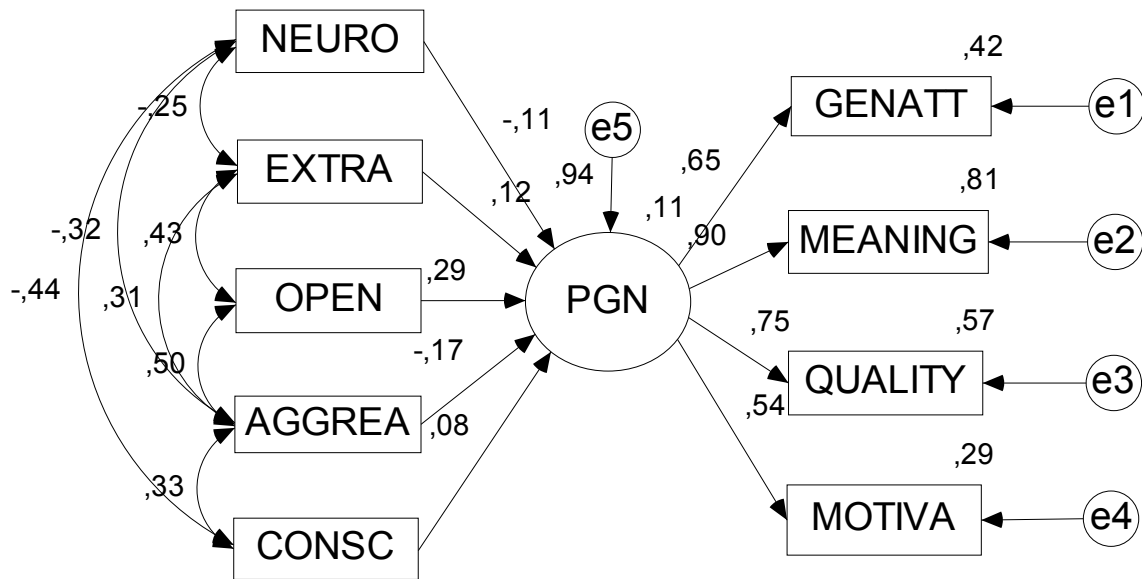 NEURO
,42
-,25
-,11
e5
GENATT
e1
EXTRA
,94
,65
,12
,11
,81
-,32
,43
,90
MEANING
e2
-,44
,31
OPEN
,29
PGN
,50
-,17
,75
,57
QUALITY
e3
AGGREA
,08
,54
,33
,29
CONSC
MOTIVA
e4